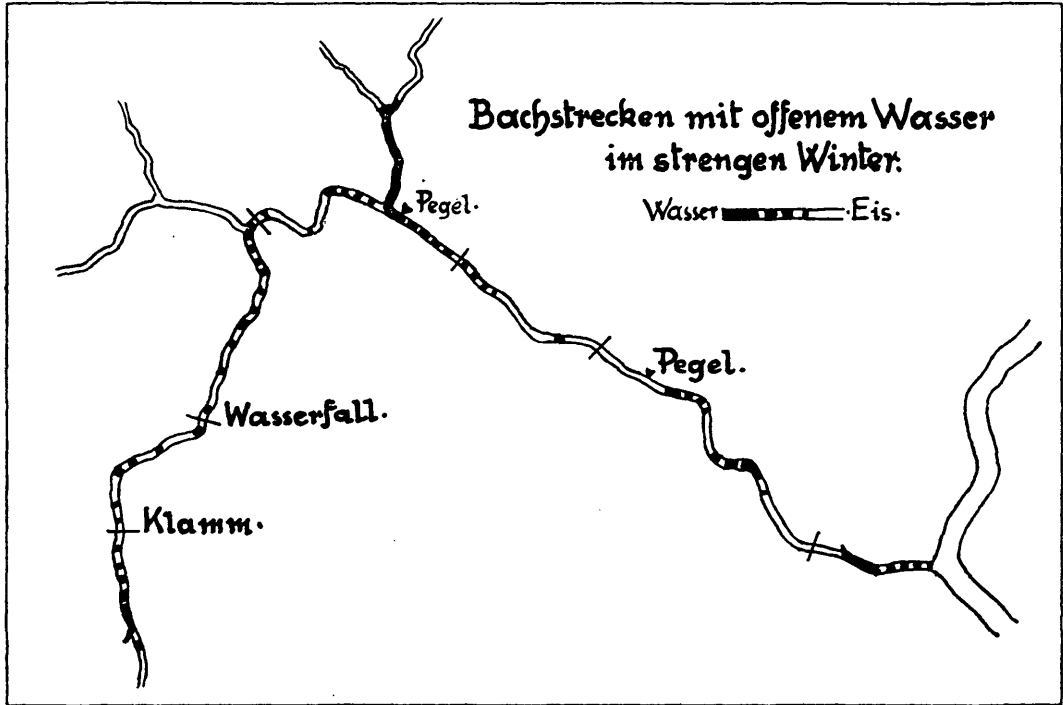 Bachstrecken mit offenem Wasser
im strengen Winter.
Wasser Eis.
Pegel.
Pegel.
Wasserfall.
Klamm.